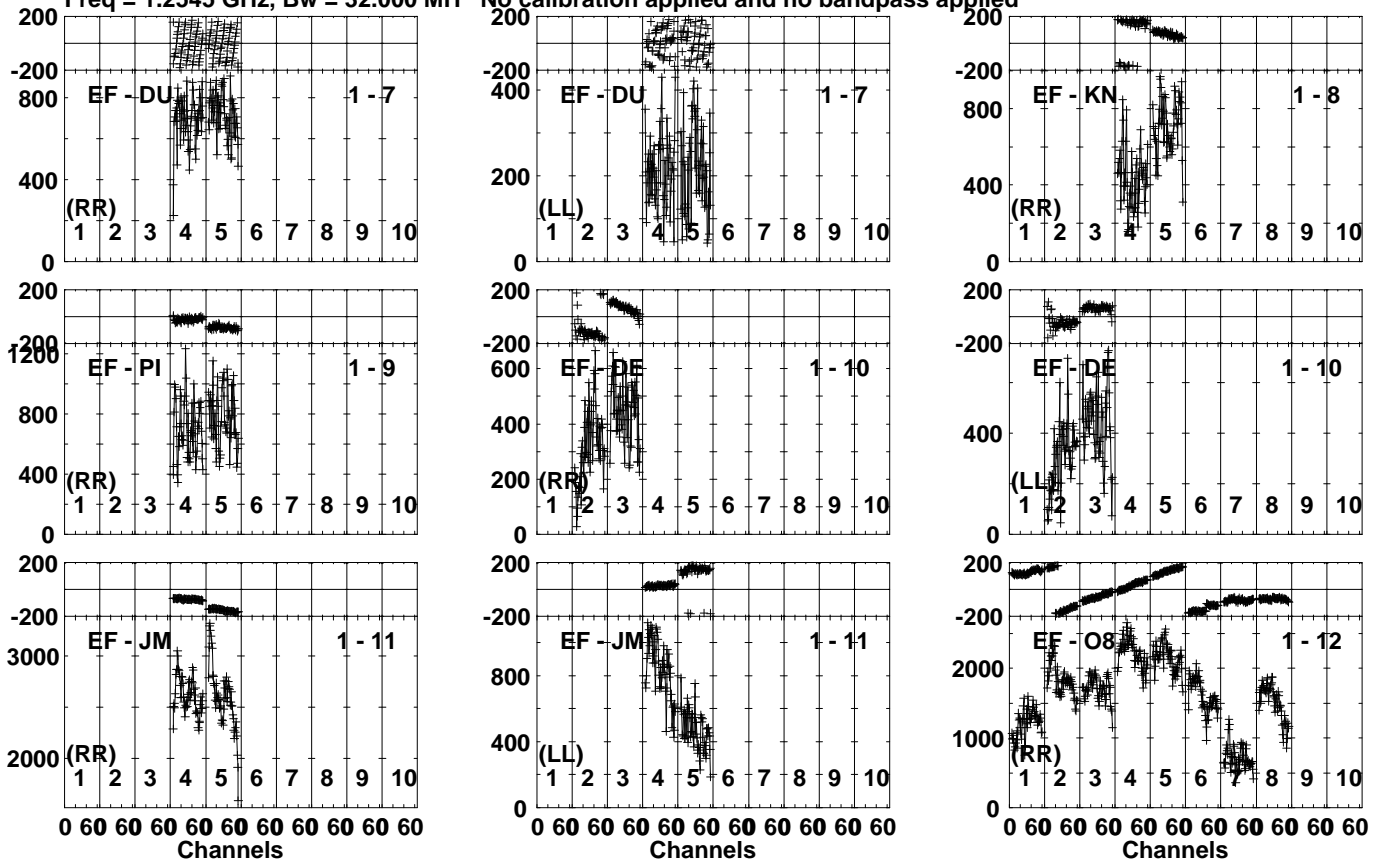 Freq = 1.2545 GHz, Bw = 32.000 MH No calibration applied and no bandpass applied
200
-200
EF - DU 1 - 7
800
400
0
(RR)
1 2 3 4 5 6 7 8 9 10
200
-200
EF - DU 1 - 7
400
200
0
(LL)
1 2 3 4 5 6 7 8 9 10
200
-200
EF - KN 1 - 8
800
400
0
(RR)
1 2 3 4 5 6 7 8 9 10
200
-200
1200
EF - PI 1 - 9
800
400
0
(RR)
1 2 3 4 5 6 7 8 9 10
200
-200
600
EF - DE 1 - 10
400
200
0
(RR)
1 2 3 4 5 6 7 8 9 10
200
-200
EF - DE 1 - 10
400
0
(LL)
1 2 3 4 5 6 7 8 9 10
200
-200
EF - JM 1 - 11
3000
2000
(RR)
1 2 3 4 5 6 7 8 9 10
0 60 60 60 60 60 60 60 60 60 60
Channels
200
-200
EF - JM 1 - 11
800
400
0
(LL)
1 2 3 4 5 6 7 8 9 10
0 60 60 60 60 60 60 60 60 60 60
Channels
200
-200
EF - O8 1 - 12
2000
1000
0
(RR)
1 2 3 4 5 6 7 8 9 10
0 60 60 60 60 60 60 60 60 60 60
Channels